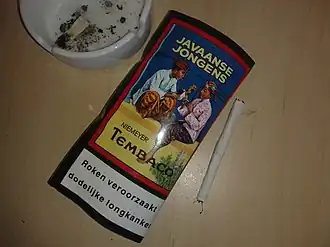 JAVAANSE
JONGENS
NIEMEYER
TEMBACO
Roken veroorzaakt
dodelijke longkanker